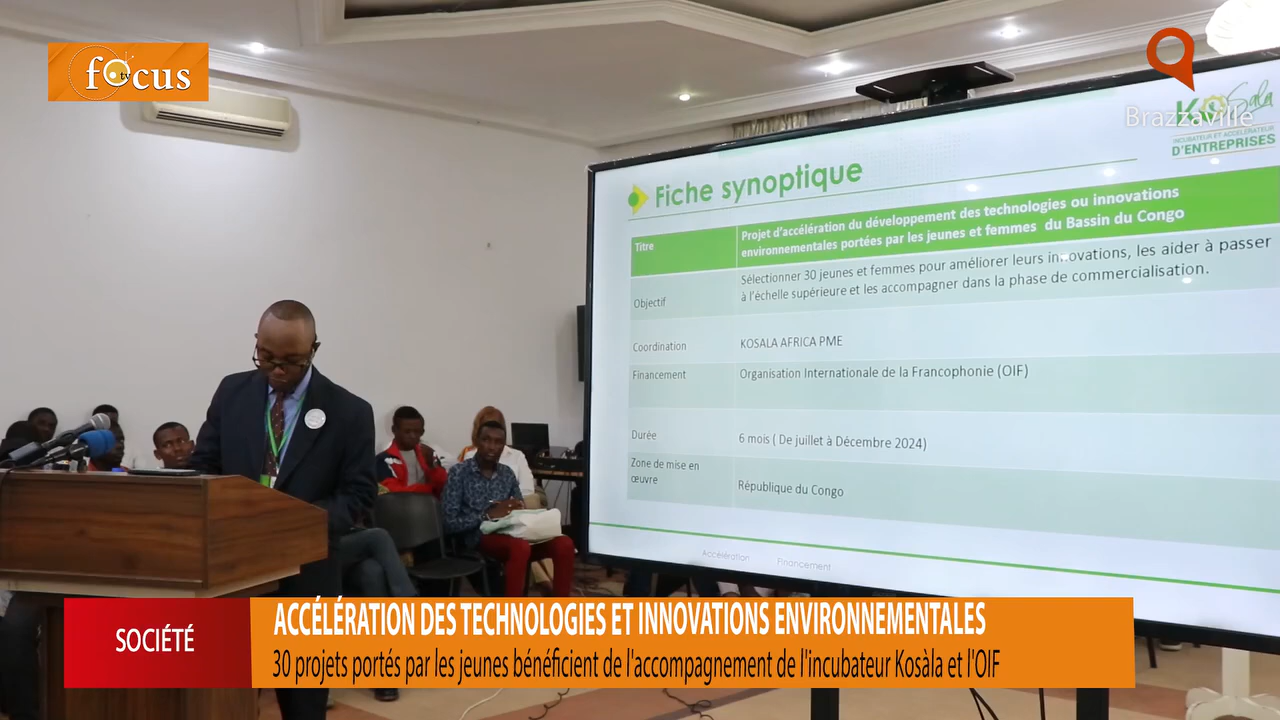 focus
tv
Brazzaville
KOSala
INCUBATEUR ET ACCÉLÉRATEUR
D'ENTREPRISES
Fiche synoptique
Titre
Projet d'accélération du développement des technologies ou innovations
environnementales portées par les jeunes et femmes du Bassin du Congo
Objectif
Sélectionner 30 jeunes et femmes pour améliorer leurs innovations, les aider à passer
à l'échelle supérieure et les accompagner dans la phase de commercialisation.
Coordination
KOSALA AFRICA PME
Financement
Organisation Internationale de la Francophonie (OIF)
Durée
6 mois ( De juillet à Décembre 2024)
Zone de mise en
œuvre
République du Congo
Accélération
Financement
SOCIÉTÉ
ACCÉLÉRATION DES TECHNOLOGIES ET INNOVATIONS ENVIRONNEMENTALES
30 projets portés par les jeunes bénéficient de l'accompagnement de l'incubateur Kosàla et l'OIF